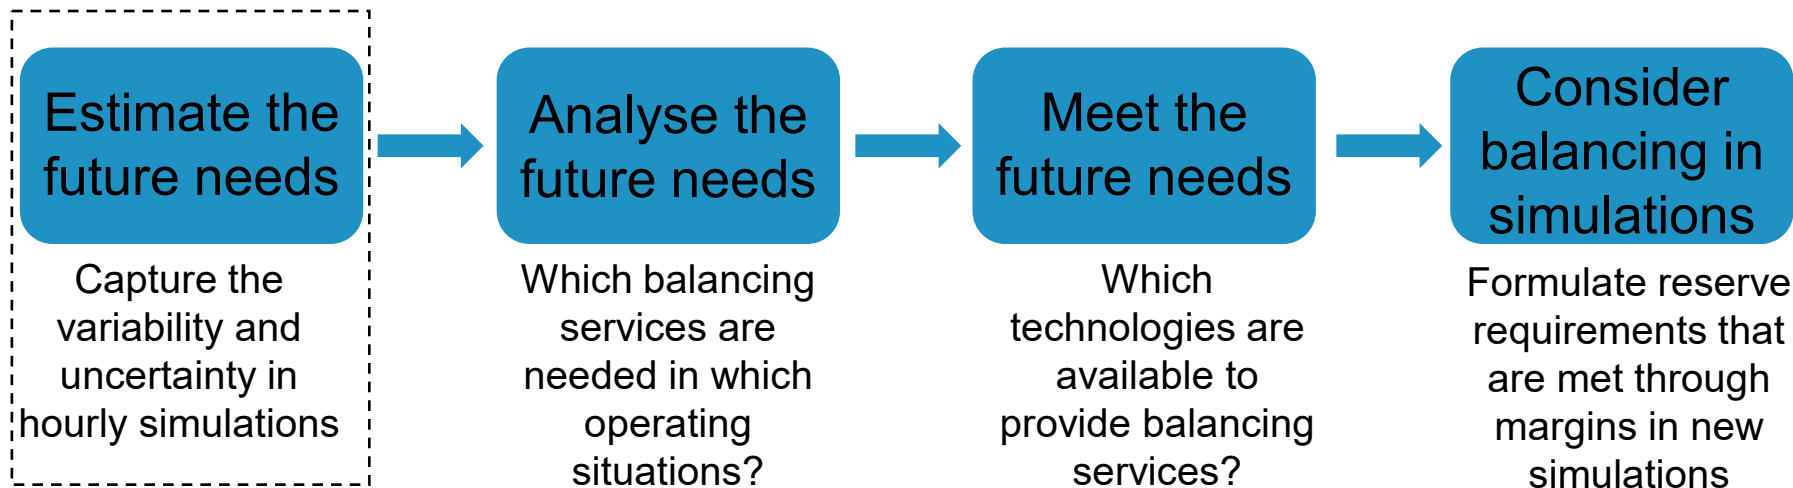 Estimate the
future needs
Capture the
variability and
uncertainty in
hourly simulations
Analyse the
future needs
Which balancing
services are
needed in which
operating
situations?
Meet the
future needs
Which
technologies are
available to
provide balancing
services?
Consider
balancing in
simulations
Formulate reserve
requirements that
are met through
margins in new
simulations